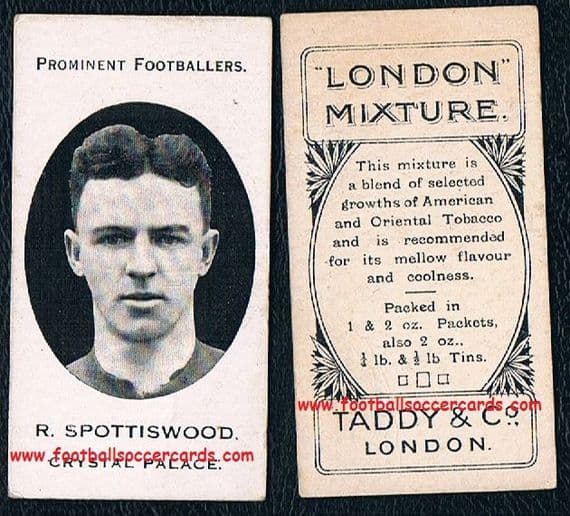 PROMINENT FOOTBALLERS.
R. SPOTTISWOOD.
www.footballsoccercards.com
CRYSTAL PALACE.
"LONDON"
MIXTURE.
This mixture is
a blend of selected
growths of American
and Oriental Tobacco
and is recommended
for its mellow flavour
and coolness.
Packed in
1 & 2 oz. Packets,
also 2 oz.,
¼ lb. & ½ lb Tins.
www.footballsoccercards.com
TADDY & Co.
LONDON.